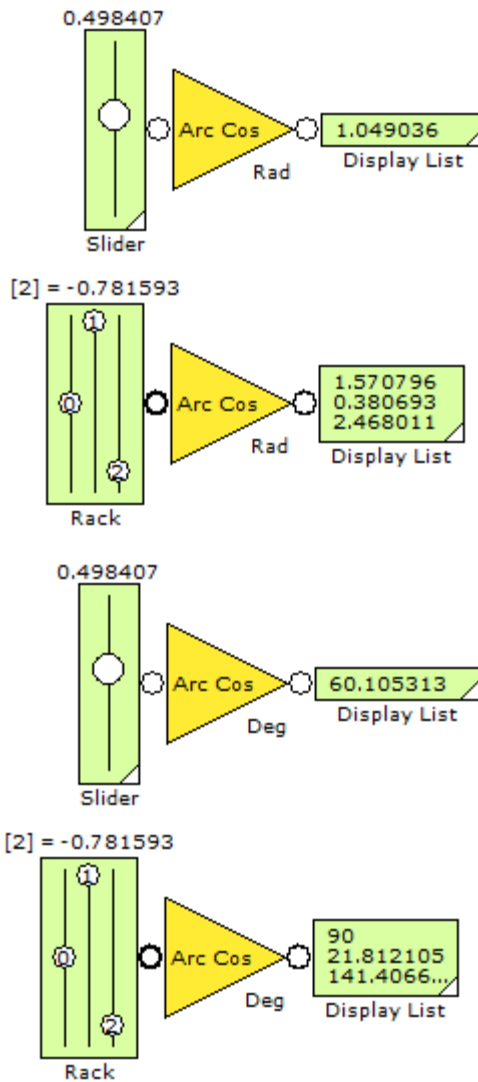 0.498407
Arc Cos
1.049036
Rad
Display List
Slider
[2] = -0.781593
1
0
Arc Cos
2
1.570796
0.380693
2.468011
Rad
Display List
Rack
0.498407
Arc Cos
60.105313
Deg
Display List
Slider
[2] = -0.781593
1
0
Arc Cos
2
90
21.812105
141.4066...
Deg
Display List
Rack